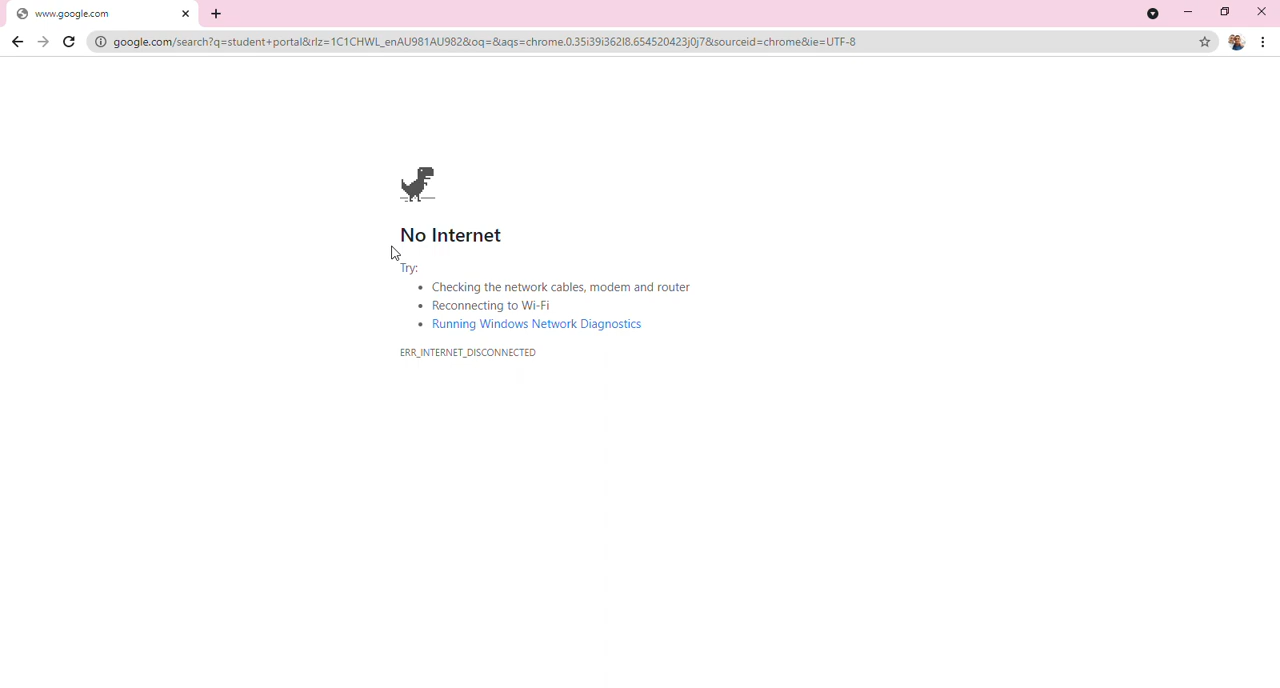 www.google.com
google.com/search?q=student+portal&rlz=1C1CHWL_enAU981AU982&oq=&aqs=chrome.0.35i39i362l8.654520423j0j7&sourceid=chrome&ie=UTF-8
No Internet
Try:
• Checking the network cables, modem and router
• Reconnecting to Wi-Fi
• Running Windows Network Diagnostics
ERR_INTERNET_DISCONNECTED